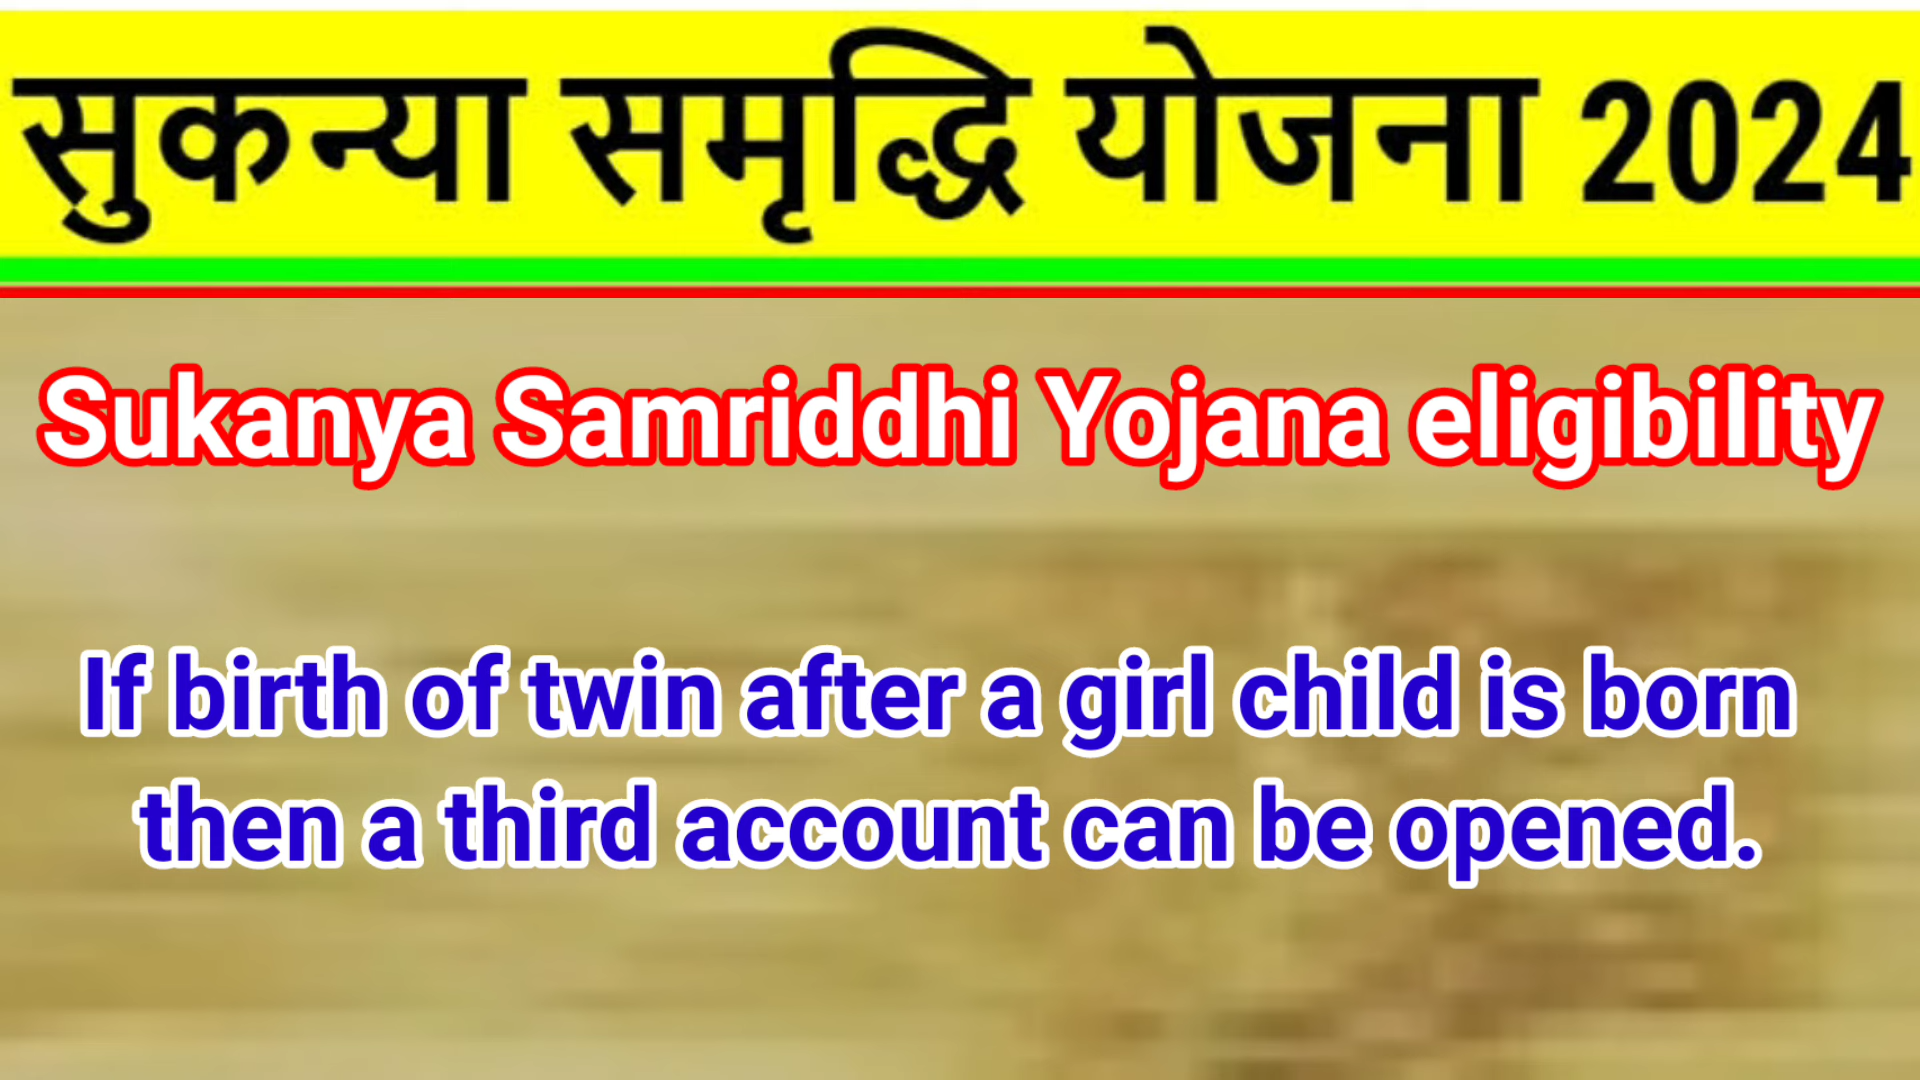 सुकन्या समृद्धि योजना 2024
Sukanya Samriddhi Yojana eligibility
If birth of twin after a girl child is born
then a third account can be opened.